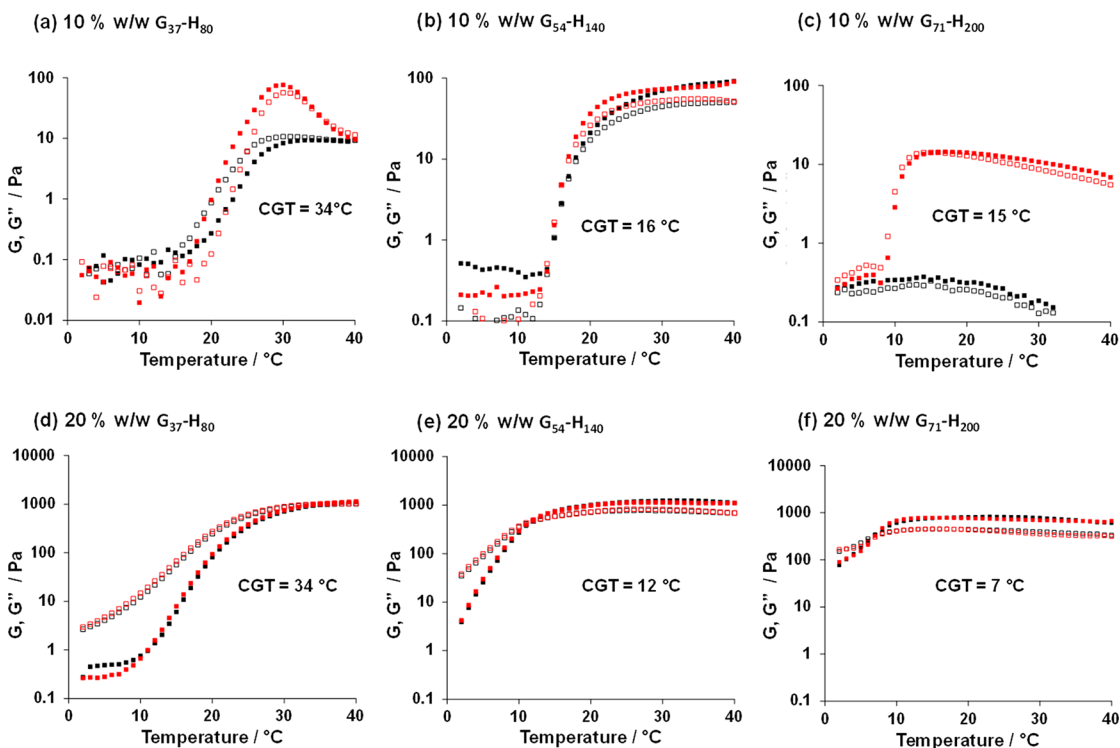 (a) 10 % w/w G₃₇-H₈₀
(b) 10 % w/w G₅₄-H₁₄₀
(c) 10 % w/w G₇₁-H₂₀₀
G, G” / Pa
100
10
1
0.1
0.01
CGT = 34°C
0 10 20 30 40
Temperature / °C
G, G” / Pa
100
10
1
0.1
CGT = 16 °C
0 10 20 30 40
Temperature / °C
G, G” / Pa
100
10
1
0.1
CGT = 15 °C
0 10 20 30 40
Temperature / °C
(d) 20 % w/w G₃₇-H₈₀
(e) 20 % w/w G₅₄-H₁₄₀
(f) 20 % w/w G₇₁-H₂₀₀
G, G” / Pa
10000
1000
100
10
1
0.1
CGT = 34 °C
0 10 20 30 40
Temperature / °C
G, G” / Pa
10000
1000
100
10
1
0.1
CGT = 12 °C
0 10 20 30 40
Temperature / °C
G, G” / Pa
10000
1000
100
10
1
0.1
CGT = 7 °C
0 10 20 30 40
Temperature / °C